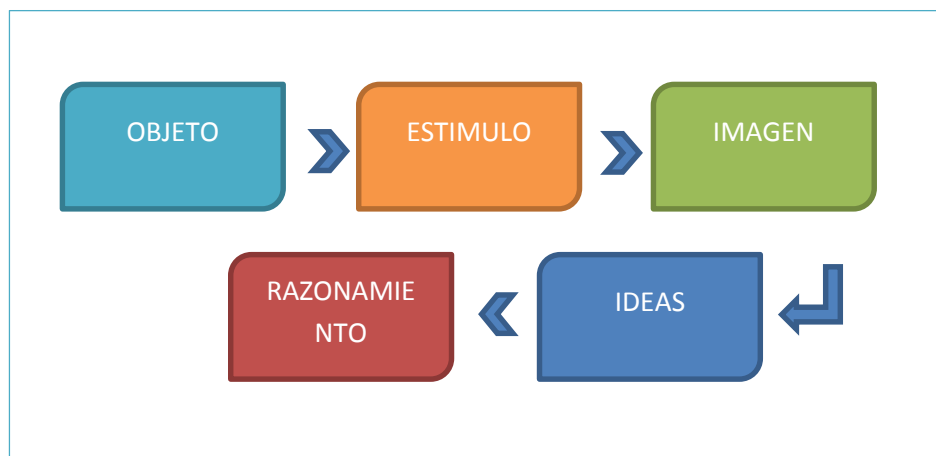 OBJETO
ESTIMULO
IMAGEN
RAZONAMIE
NTO
IDEAS